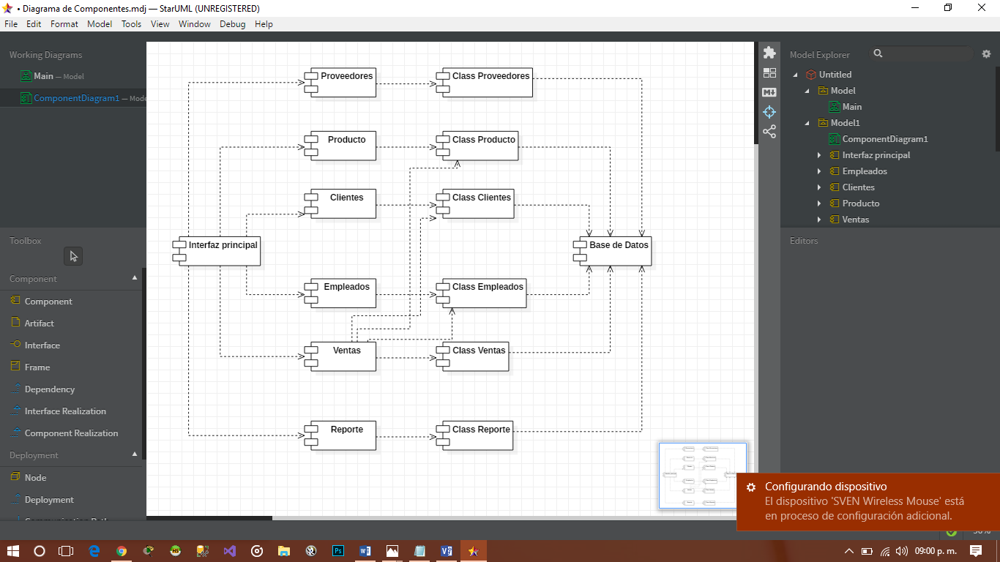 • Diagrama de Componentes.mdj — StarUML (UNREGISTERED)
File Edit Format Model Tools View Window Debug Help
Working Diagrams
Main — Model
ComponentDiagram1 — Mode
Toolbox
Component
Component
Artifact
Interface
Frame
Dependency
Interface Realization
Component Realization
Deployment
Node
Deployment
Proveedores
Class Proveedores
Producto
Class Producto
Clientes
Class Clientes
Interfaz principal
Base de Datos
Empleados
Class Empleados
Ventas
Class Ventas
Reporte
Class Reporte
Model Explorer
Untitled
Model
Main
Model1
ComponentDiagram1
Interfaz principal
Empleados
Clientes
Producto
Ventas
Editors
Configurando dispositivo
El dispositivo 'SVEN Wireless Mouse' está
en proceso de configuración adicional.
09:00 p. m.